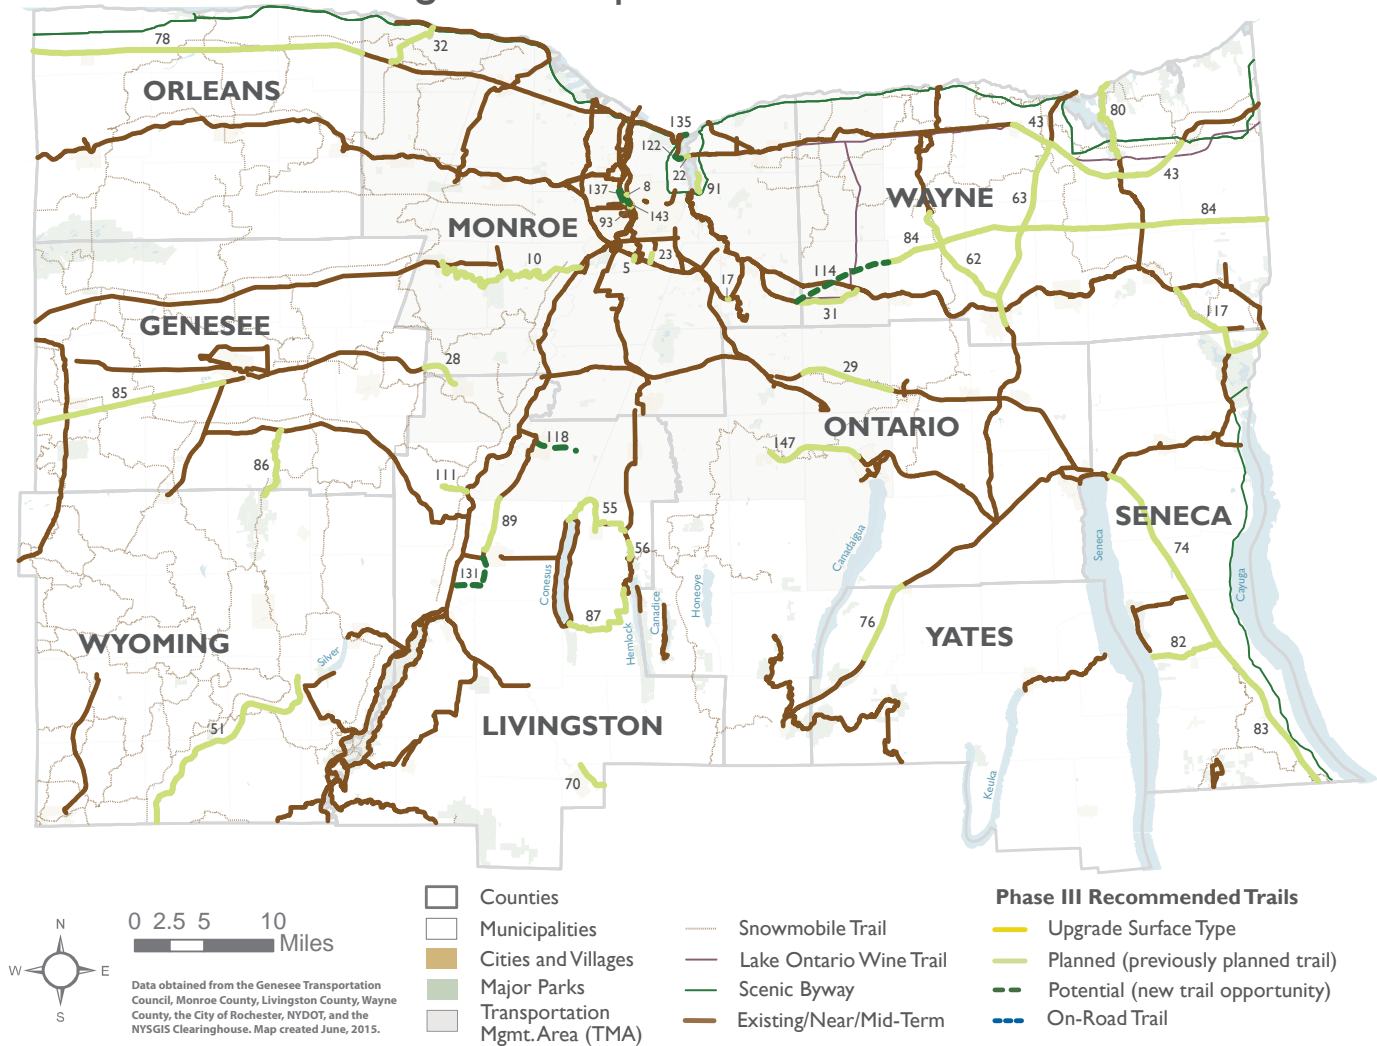 78
32
ORLEANS
80
135
43
122
22
43
137
8
91
63
WAYNE
93
143
84
MONROE
84
10
5
23
62
114
17
31
117
GENESEE
28
29
85
118
ONTARIO
147
86
111
55
89
SENECA
56
74
131
Conesus
Canadaigua
Seneca
Honeoye
Canadice
Cayuga
Hemlock
87
76
YATES
82
WYOMING
Silver
51
LIVINGSTON
83
70
Keuka
Counties
Phase III Recommended Trails
0 2.5 5 10
Miles
N
W E
S
Municipalities
Snowmobile Trail
Upgrade Surface Type
Cities and Villages
Lake Ontario Wine Trail
Planned (previously planned trail)
Major Parks
Scenic Byway
Potential (new trail opportunity)
Transportation
Mgmt. Area (TMA)
Existing/Near/Mid-Term
On-Road Trail
Data obtained from the Genesee Transportation
Council, Monroe County, Livingston County, Wayne
County, the City of Rochester, NYDOT, and the
NYSGIS Clearinghouse. Map created June, 2015.